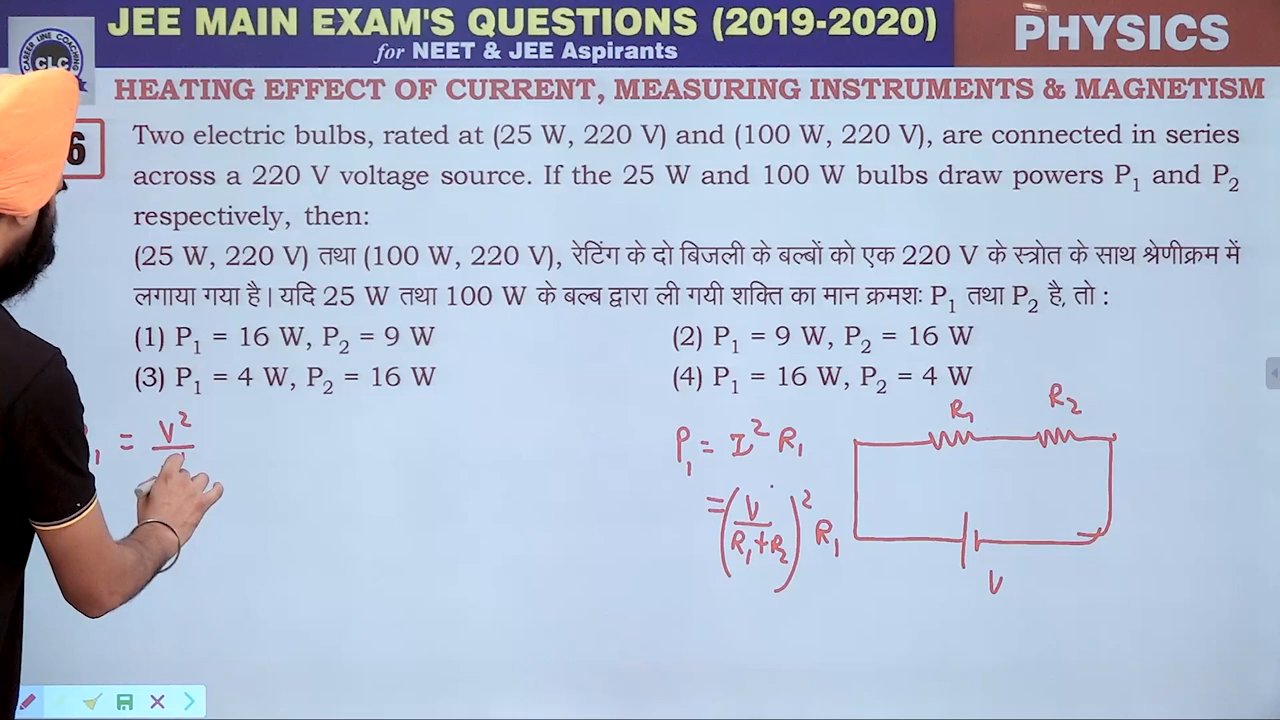 JEE MAIN EXAM'S QUESTIONS (2019-2020)
for NEET & JEE Aspirants
PHYSICS
CAREER LINE COACHING
CLC
HEATING EFFECT OF CURRENT, MEASURING INSTRUMENTS & MAGNETISM
6
Two electric bulbs, rated at (25 W, 220 V) and (100 W, 220 V), are connected in series
across a 220 V voltage source. If the 25 W and 100 W bulbs draw powers P₁ and P₂
respectively, then:
(25 W, 220 V) तथा (100 W, 220 V), रेटिंग के दो बिजली के बल्बों को एक 220 V के स्त्रोत के साथ श्रेणीक्रम में
लगाया गया है। यदि 25 W तथा 100 W के बल्ब द्वारा ली गयी शक्ति का मान क्रमशः P₁ तथा P₂ है, तो :
(1) P₁ = 16 W, P₂ = 9 W
(2) P₁ = 9 W, P₂ = 16 W
(3) P₁ = 4 W, P₂ = 16 W
(4) P₁ = 16 W, P₂ = 4 W
₁ = V²
P₁ = I² R₁
= (V / R₁+R₂)² R₁
R₁
R₂
V